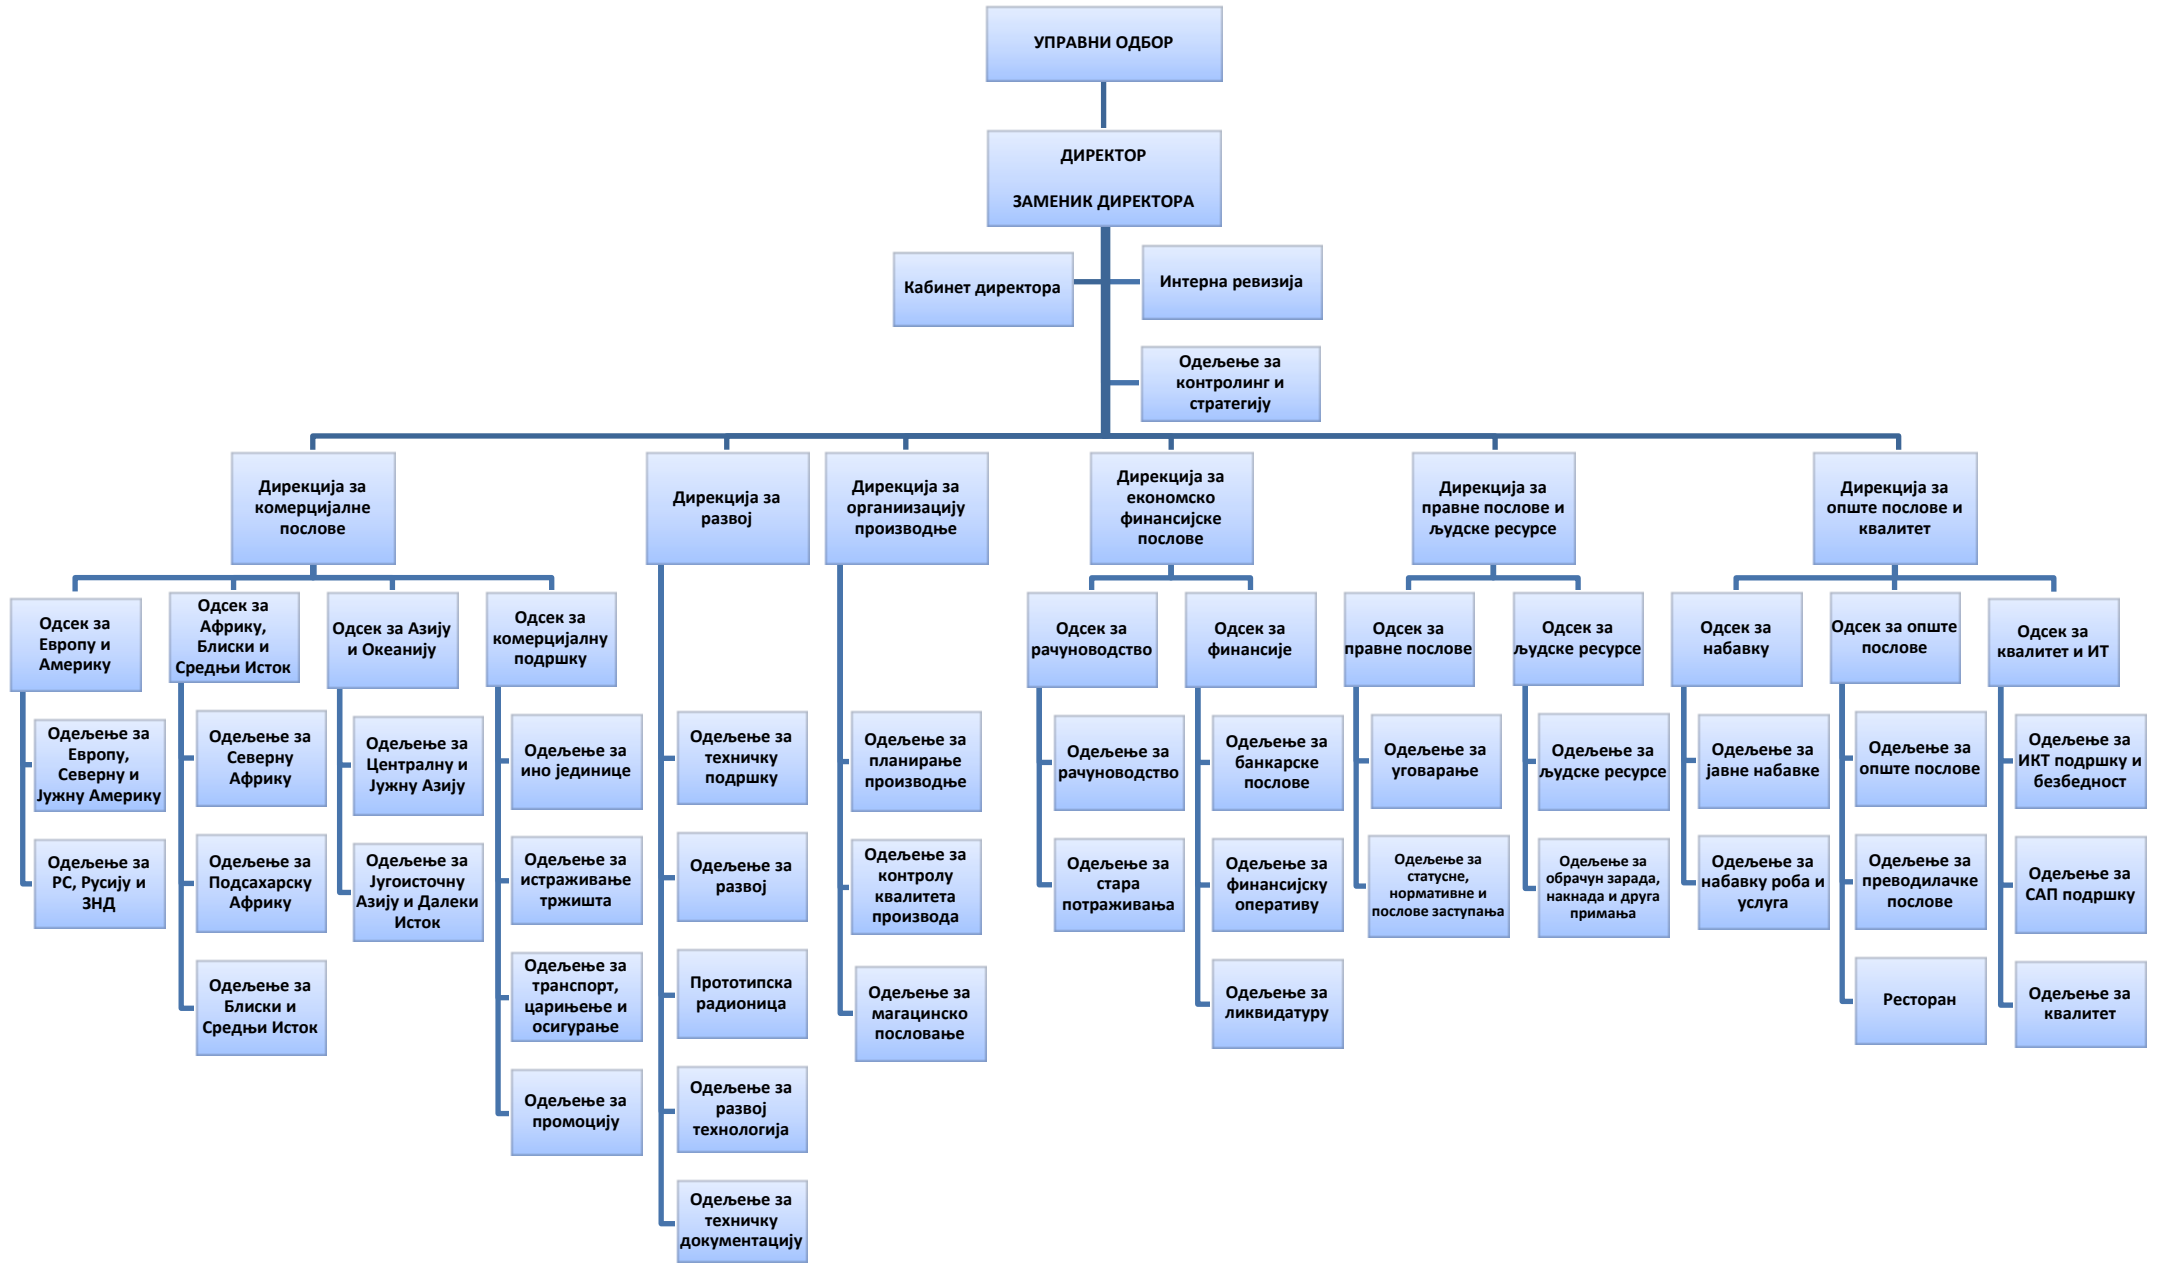 УПРАВНИ ОДБОР
ДИРЕКТОР
ЗАМЕНИК ДИРЕКТОРА
Кабинет директора
Интерна ревизија
Одељење за
контролинг и
стратегију
Дирекција за
комерцијалне
послове
Дирекција за
развој
Дирекција за
органиизацију
производње
Дирекција за
економско
финансијске
послове
Дирекција за
правне послове и
људске ресурсе
Дирекција за
опште послове и
квалитет
Одсек за
Европу и
Америку
Одсек за
Африку,
Блиски и
Средњи Исток
Одсек за Азију
и Океанију
Одсек за
комерцијалну
подршку
Одсек за
рачуноводство
Одсек за
финансије
Одсек за
правне послове
Одсек за
људске ресурсе
Одсек за
набавку
Одсек за опште
послове
Одсек за
квалитет и ИТ
Одељење за
Европу,
Северну и
Јужну Америку
Одељење за
Северну
Африку
Одељење за
Централну и
Јужну Азију
Одељење за
ино јединице
Одељење за
техничку
подршку
Одељење за
планирање
производње
Одељење за
рачуноводство
Одељење за
банкарске
послове
Одељење за
уговарање
Одељење за
људске ресурсе
Одељење за
јавне набавке
Одељење за
опште послове
Одељење за
ИКТ подршку и
безбедност
Одељење за
РС, Русију и
ЗНД
Одељење за
Подсахарску
Африку
Одељење за
Југоисточну
Азију и Далеки
Исток
Одељење за
истраживање
тржишта
Одељење за
развој
Одељење за
контролу
квалитета
производа
Одељење за
стара
потраживања
Одељење за
финансијску
оперативу
Одељење за
статусне,
нормативне и
послове заступања
Одељење за
обрачун зарада,
накнада и друга
примања
Одељење за
набавку роба и
услуга
Одељење за
преводилачке
послове
Одељење за
САП подршку
Одељење за
Блиски и
Средњи Исток
Одељење за
транспорт,
царињење и
осигурање
Прототипска
радионица
Одељење за
магацинско
пословање
Одељење за
ликвидатуру
Ресторан
Одељење за
квалитет
Одељење за
промоцију
Одељење за
развој
технологија
Одељење за
техничку
документацију